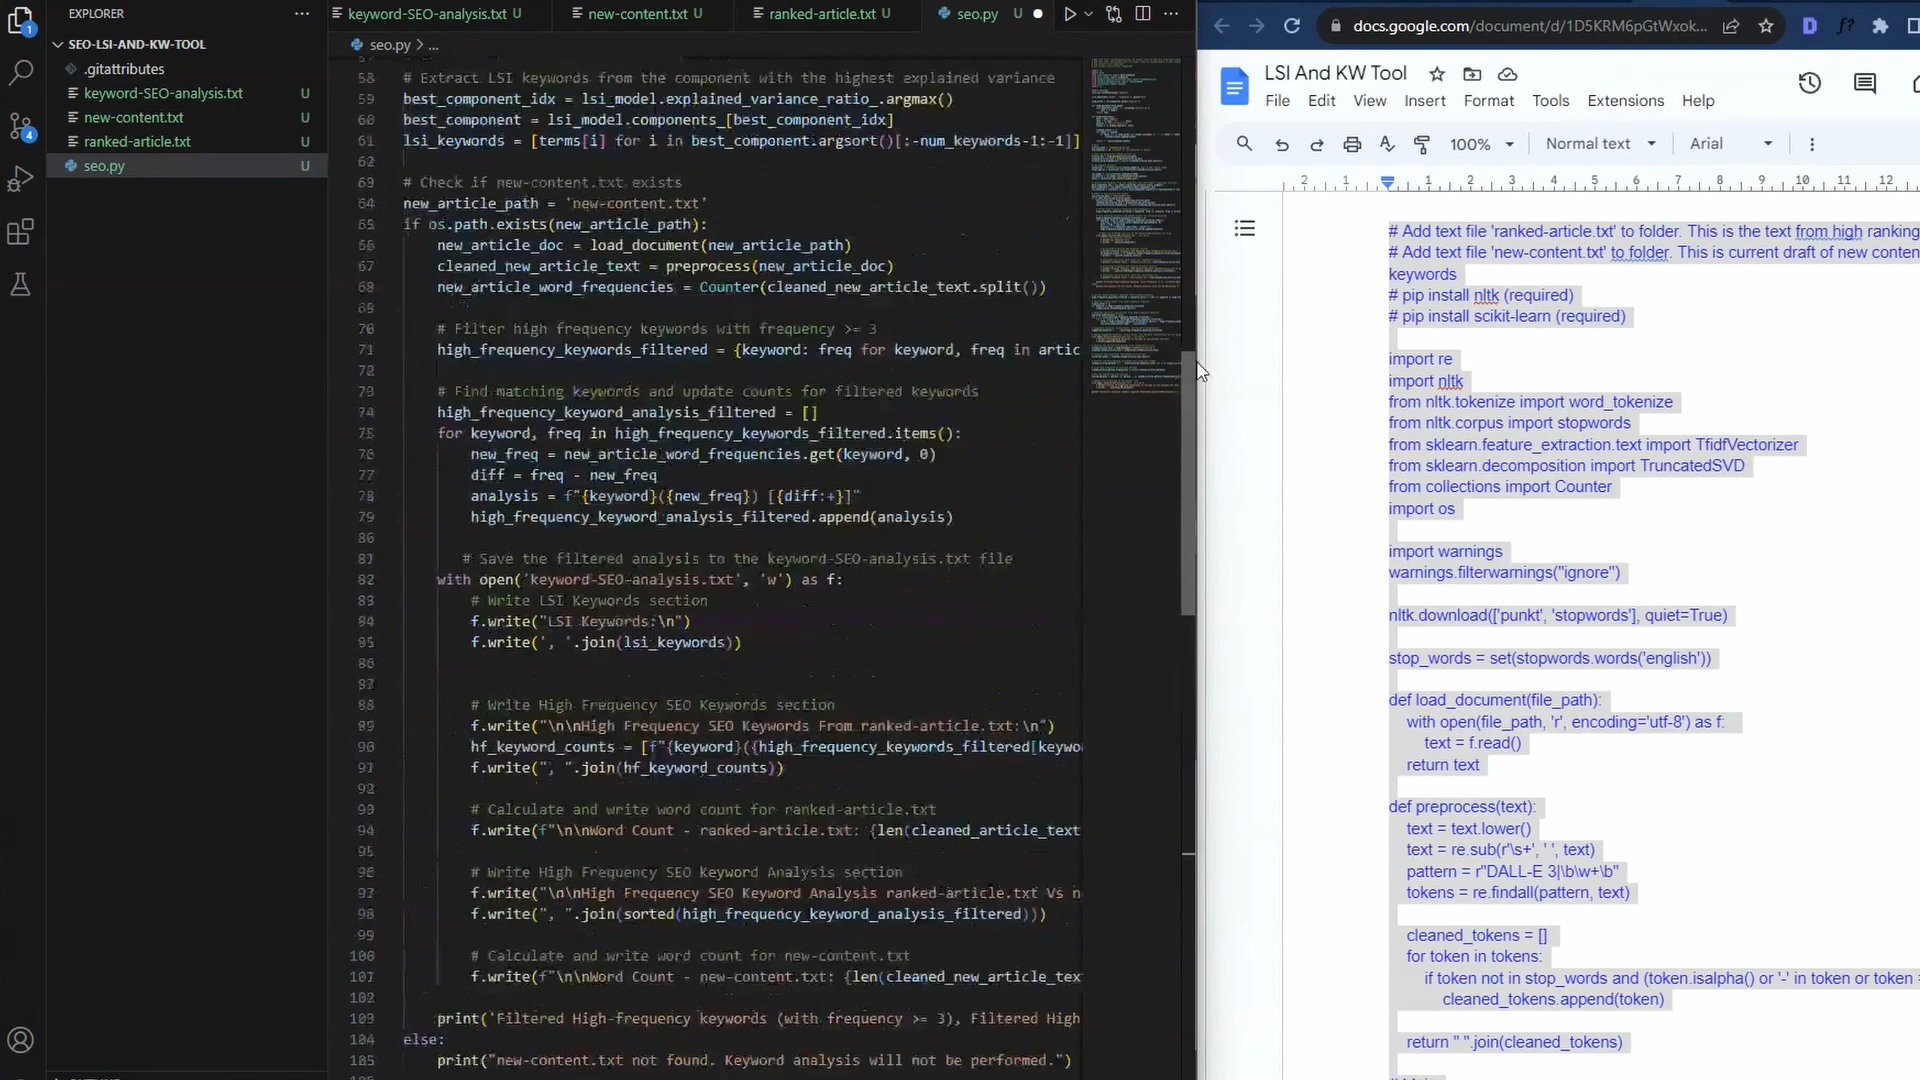 EXPLORER
SEO-LSI-AND-KW-TOOL
.gitattributes
keyword-SEO-analysis.txt U
new-content.txt U
ranked-article.txt U
seo.py U
1
4
keyword-SEO-analysis.txt U
new-content.txt U
ranked-article.txt U
seo.py U
seo.py > ...
58 # Extract LSI keywords from the component with the highest explained variance
59 best_component_idx = lsi_model.explained_variance_ratio_.argmax()
60 best_component = lsi_model.components_[best_component_idx]
61 lsi_keywords = [terms[i] for i in best_component.argsort()[:-num_keywords-1:-1]]
62
63 # Check if new-content.txt exists
64 new_article_path = 'new-content.txt'
65 if os.path.exists(new_article_path):
66 new_article_doc = load_document(new_article_path)
67 cleaned_new_article_text = preprocess(new_article_doc)
68 new_article_word_frequencies = Counter(cleaned_new_article_text.split())
69
70 # Filter high frequency keywords with frequency >= 3
71 high_frequency_keywords_filtered = {keyword: freq for keyword, freq in artic
72
73 # Find matching keywords and update counts for filtered keywords
74 high_frequency_keyword_analysis_filtered = []
75 for keyword, freq in high_frequency_keywords_filtered.items():
76 new_freq = new_article_word_frequencies.get(keyword, 0)
77 diff = freq - new_freq
78 analysis = f"{keyword}({new_freq}) [{diff:+}]"
79 high_frequency_keyword_analysis_filtered.append(analysis)
80
81 # Save the filtered analysis to the keyword-SEO-analysis.txt file
82 with open('keyword-SEO-analysis.txt', 'w') as f:
83 # Write LSI Keywords section
84 f.write("LSI Keywords:\n")
85 f.write(', '.join(lsi_keywords))
86
87
88 # Write High Frequency SEO Keywords section
89 f.write("\n\nHigh Frequency SEO Keywords From ranked-article.txt:\n")
90 hf_keyword_counts = [f"{keyword}({high_frequency_keywords_filtered[keywo
91 f.write(", ".join(hf_keyword_counts))
92
93 # Calculate and write word count for ranked-article.txt
94 f.write(f"\n\nWord Count - ranked-article.txt: {len(cleaned_article_text
95
96 # Write High Frequency SEO Keyword Analysis section
97 f.write("\n\nHigh Frequency SEO Keyword Analysis ranked-article.txt Vs n
98 f.write(", ".join(sorted(high_frequency_keyword_analysis_filtered)))
99
100 # Calculate and write word count for new-content.txt
101 f.write(f"\n\nWord Count - new-content.txt: {len(cleaned_new_article_tex
102
103 print('Filtered High-frequency keywords (with frequency >= 3), Filtered High
104 else:
105 print("new-content.txt not found. Keyword analysis will not be performed.")
docs.google.com/document/d/1D5KRM6pGtWxok...
LSI And KW Tool
File Edit View Insert Format Tools Extensions Help
100% Normal text Arial
2 1 1 2 3 4 5 6 7 8 9 10 11 12
# Add text file 'ranked-article.txt' to folder. This is the text from high ranking
# Add text file 'new-content.txt' to folder. This is current draft of new conten
keywords
# pip install nltk (required)
# pip install scikit-learn (required)
import re
import nltk
from nltk.tokenize import word_tokenize
from nltk.corpus import stopwords
from sklearn.feature_extraction.text import TfidfVectorizer
from sklearn.decomposition import TruncatedSVD
from collections import Counter
import os
import warnings
warnings.filterwarnings("ignore")
nltk.download(['punkt', 'stopwords'], quiet=True)
stop_words = set(stopwords.words('english'))
def load_document(file_path):
with open(file_path, 'r', encoding='utf-8') as f:
text = f.read()
return text
def preprocess(text):
text = text.lower()
text = re.sub(r'\s+', ' ', text)
pattern = r"DALL-E 3|\b\w+\b"
tokens = re.findall(pattern, text)
cleaned_tokens = []
for token in tokens:
if token not in stop_words and (token.isalpha() or '-' in token or token =
cleaned_tokens.append(token)
return " ".join(cleaned_tokens)